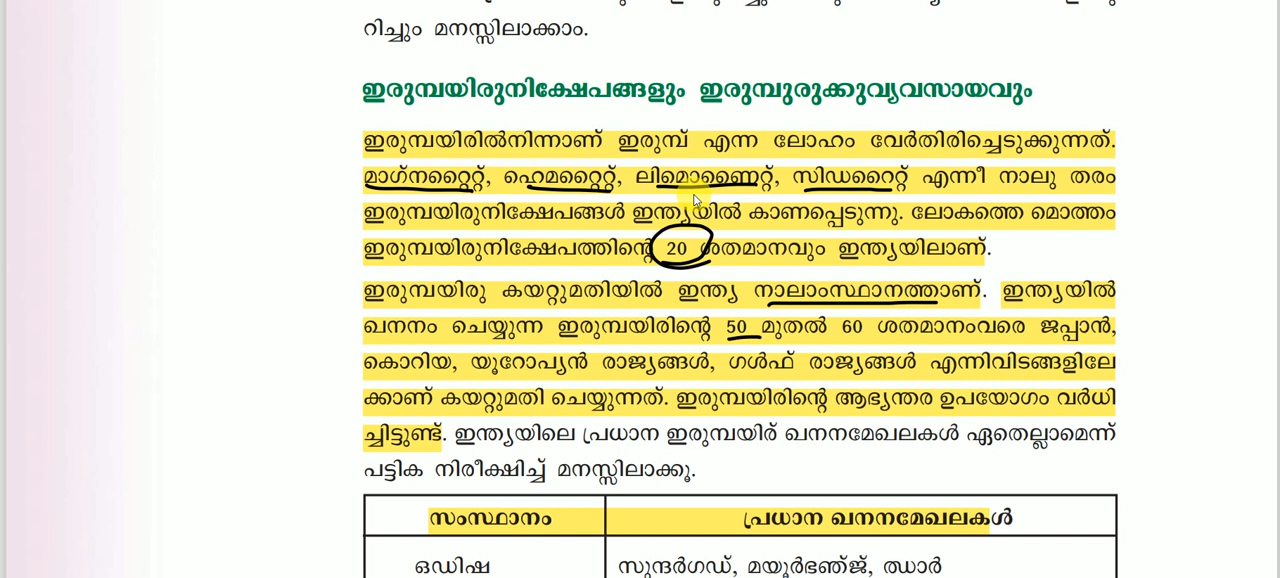 റിച്ചും മനസ്സിലാക്കാം.
ഇരുമ്പയിരുനിക്ഷേപങ്ങളും ഇരുമ്പുരുക്കുവ്യവസായവും
ഇരുമ്പയിരിൽനിന്നാണ് ഇരുമ്പ് എന്ന ലോഹം വേർതിരിച്ചെടുക്കുന്നത്.
മാഗ്നറ്റൈറ്റ്, ഹെമറ്റൈറ്റ്, ലിമൊണൈറ്റ്, സിഡറൈറ്റ് എന്നീ നാലു തരം
ഇരുമ്പയിരുനിക്ഷേപങ്ങൾ ഇന്ത്യയിൽ കാണപ്പെടുന്നു. ലോകത്തെ മൊത്തം
ഇരുമ്പയിരുനിക്ഷേപത്തിന്റെ 20 ശതമാനവും ഇന്ത്യയിലാണ്.
ഇരുമ്പയിരു കയറ്റുമതിയിൽ ഇന്ത്യ നാലാംസ്ഥാനത്താണ്. ഇന്ത്യയിൽ
ഖനനം ചെയ്യുന്ന ഇരുമ്പയിരിന്റെ 50 മുതൽ 60 ശതമാനംവരെ ജപ്പാൻ,
കൊറിയ, യൂറോപ്യൻ രാജ്യങ്ങൾ, ഗൾഫ് രാജ്യങ്ങൾ എന്നിവിടങ്ങളിലേ
ക്കാണ് കയറ്റുമതി ചെയ്യുന്നത്. ഇരുമ്പയിരിന്റെ ആഭ്യന്തര ഉപയോഗം വർധി
ച്ചിട്ടുണ്ട്. ഇന്ത്യയിലെ പ്രധാന ഇരുമ്പയിര് ഖനനമേഖലകൾ ഏതെല്ലാമെന്ന്
പട്ടിക നിരീക്ഷിച്ച് മനസ്സിലാക്കൂ.
സംസ്ഥാനം പ്രധാന ഖനനമേഖലകൾ
ഒഡിഷ സുന്ദർഗഡ്, മയൂർഭഞ്ജ്, ഝാർ